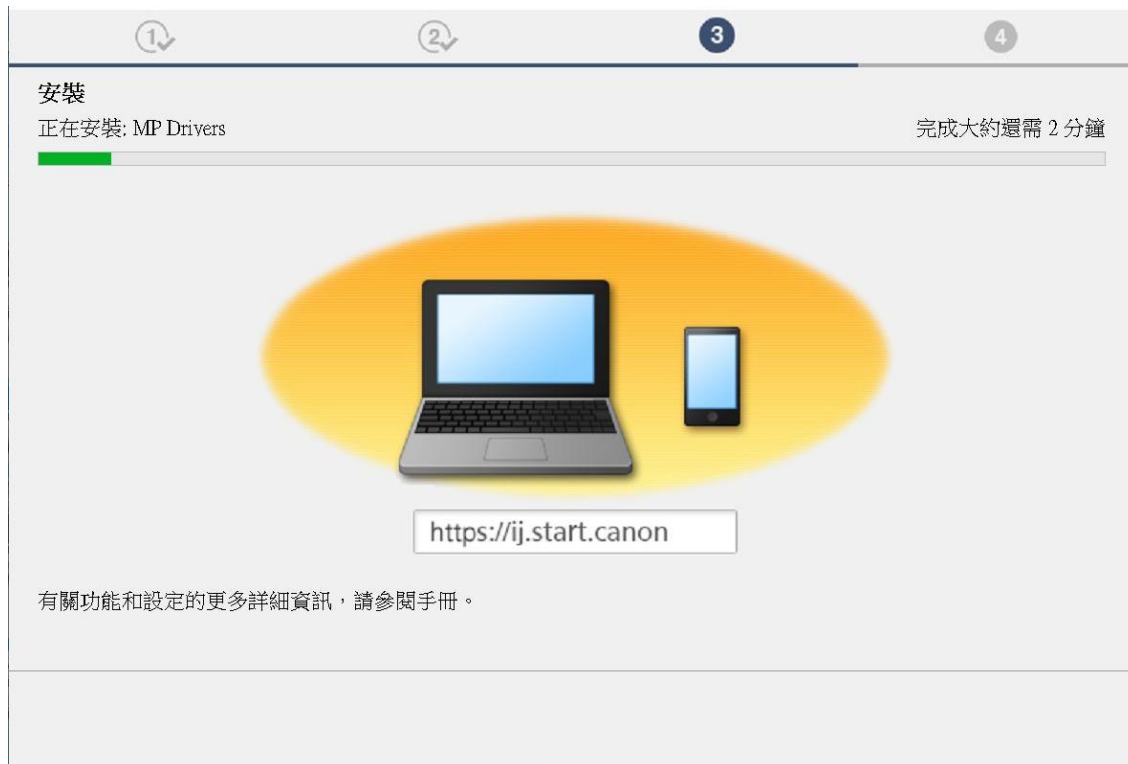 1
2
3
4
安裝
正在安裝: MP Drivers
完成大約還需 2 分鐘
https://ij.start.canon
有關功能和設定的更多詳細資訊，請參閱手冊。